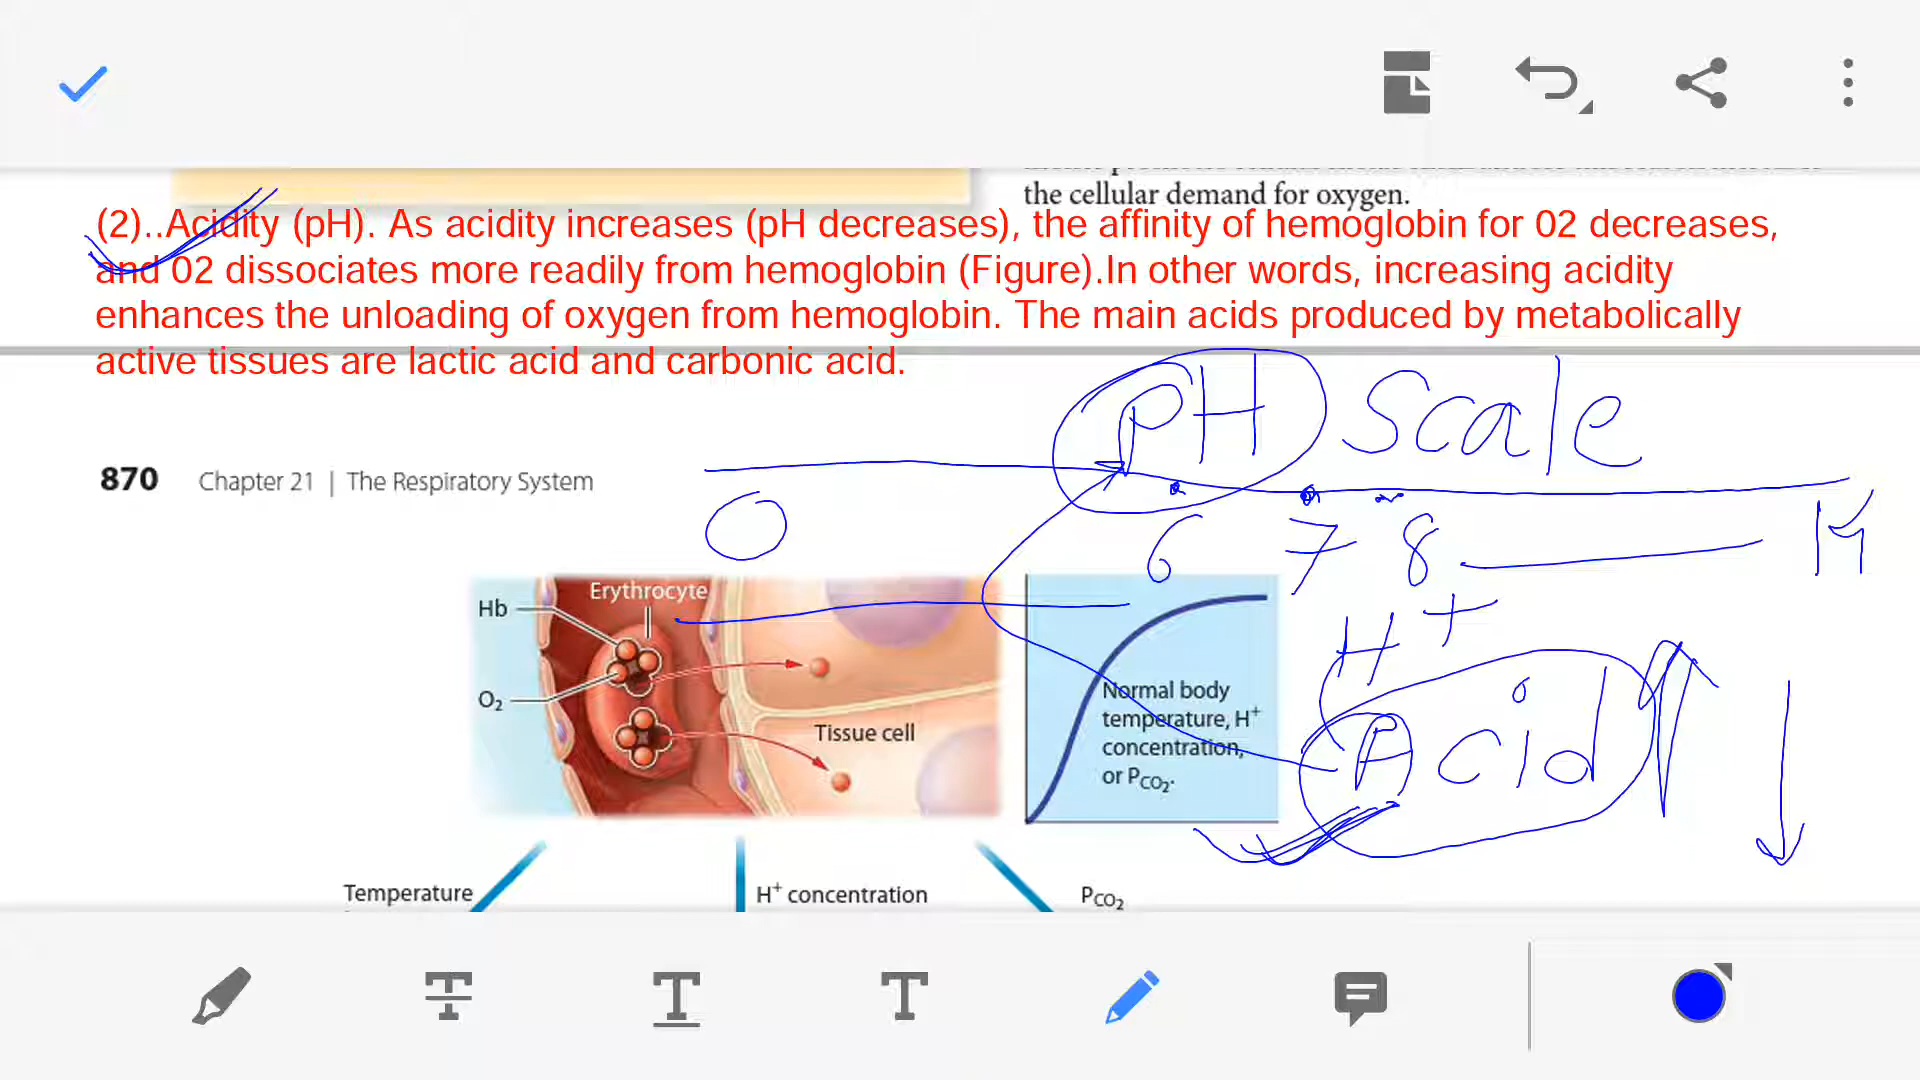 the cellular demand for oxygen.
(2)..Acidity (pH). As acidity increases (pH decreases), the affinity of hemoglobin for 02 decreases,
and 02 dissociates more readily from hemoglobin (Figure).In other words, increasing acidity
enhances the unloading of oxygen from hemoglobin. The main acids produced by metabolically
active tissues are lactic acid and carbonic acid.
pH Scale
870 Chapter 21 | The Respiratory System
0 6 7 8 14
Erythrocyte
Hb
H+
O2
Normal body
temperature, H+
concentration,
or PCO2.
Tissue cell
Acid
Temperature
H+ concentration
PCO2